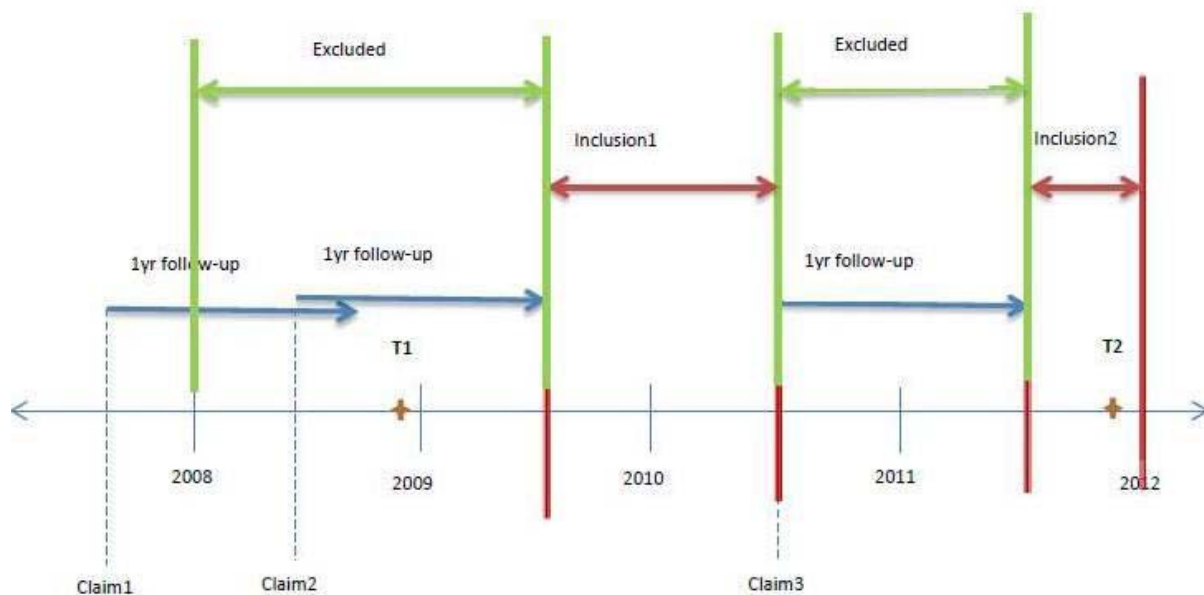 Excluded
Excluded
Inclusion1
Inclusion2
1yr follow-up
1yr follow-up
1yr follow-up
T1
T2
2008
2009
2010
2011
2012
Claim1
Claim2
Claim3